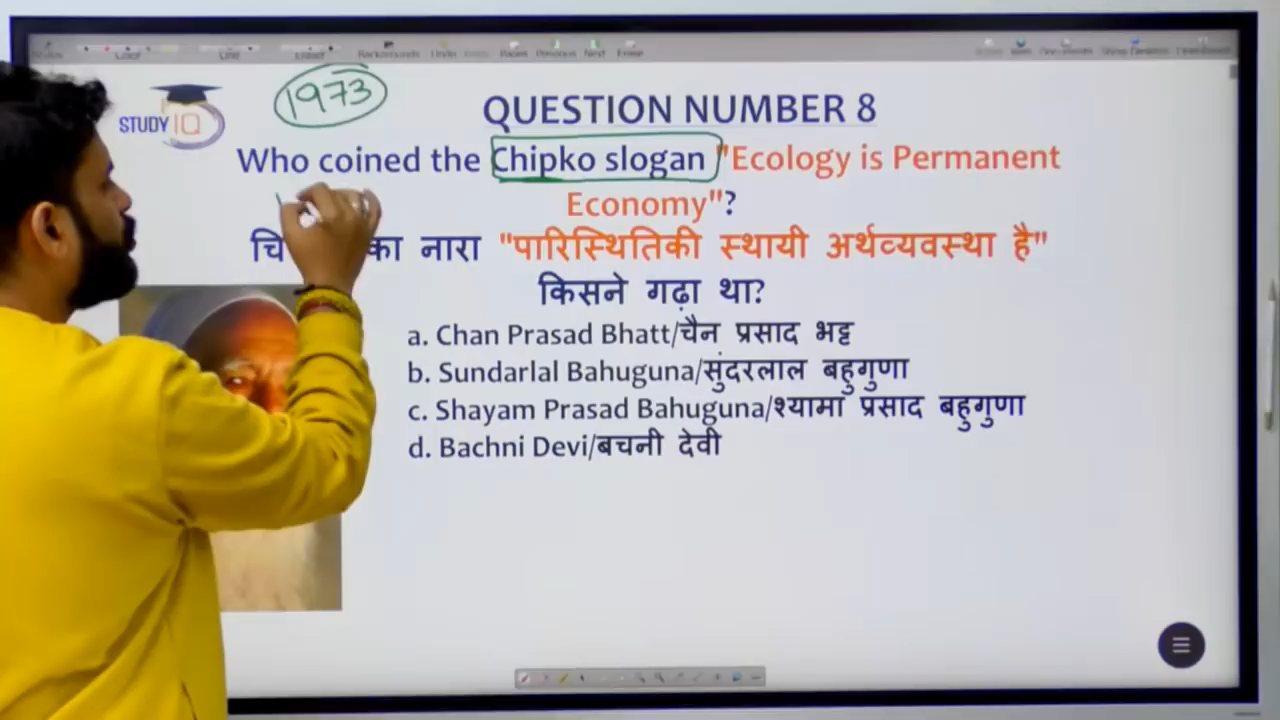 1973
STUDY IQ
QUESTION NUMBER 8
Who coined the Chipko slogan "Ecology is Permanent
Economy"?
चि का नारा "पारिस्थितिकी स्थायी अर्थव्यवस्था है"
किसने गढ़ा था?
a. Chan Prasad Bhatt/चैन प्रसाद भट्ट
b. Sundarlal Bahuguna/सुंदरलाल बहुगुणा
c. Shayam Prasad Bahuguna/श्यामा प्रसाद बहुगुणा
d. Bachni Devi/बचनी देवी